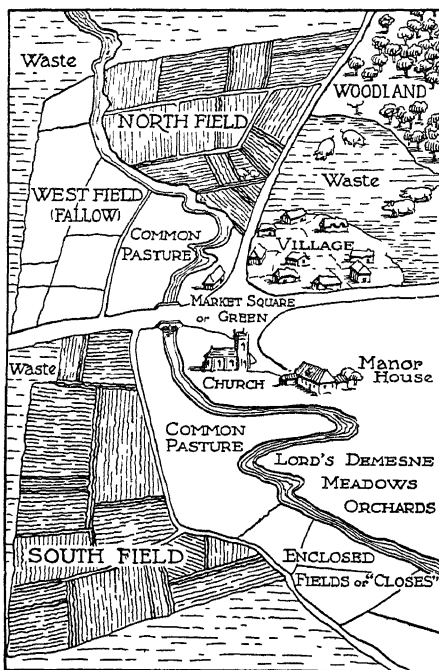 Waste
WOODLAND
NORTH FIELD
Waste
WEST FIELD
(FALLOW)
COMMON
PASTURE
VILLAGE
MARKET SQUARE
OR GREEN
Waste
CHURCH
MANOR
HOUSE
COMMON
PASTURE
LORD'S DEMESNE
MEADOWS
ORCHARDS
SOUTH FIELD
ENCLOSED
FIELDS or "CLOSES"